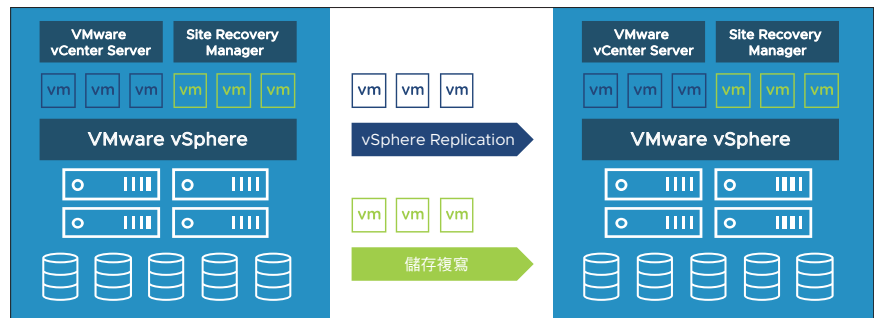 VMware
vCenter Server
Site Recovery
Manager
vm vm vm vm vm vm
VMware vSphere
vm vm vm
vSphere Replication
vm vm vm
儲存複寫
VMware
vCenter Server
Site Recovery
Manager
vm vm vm vm vm vm
VMware vSphere